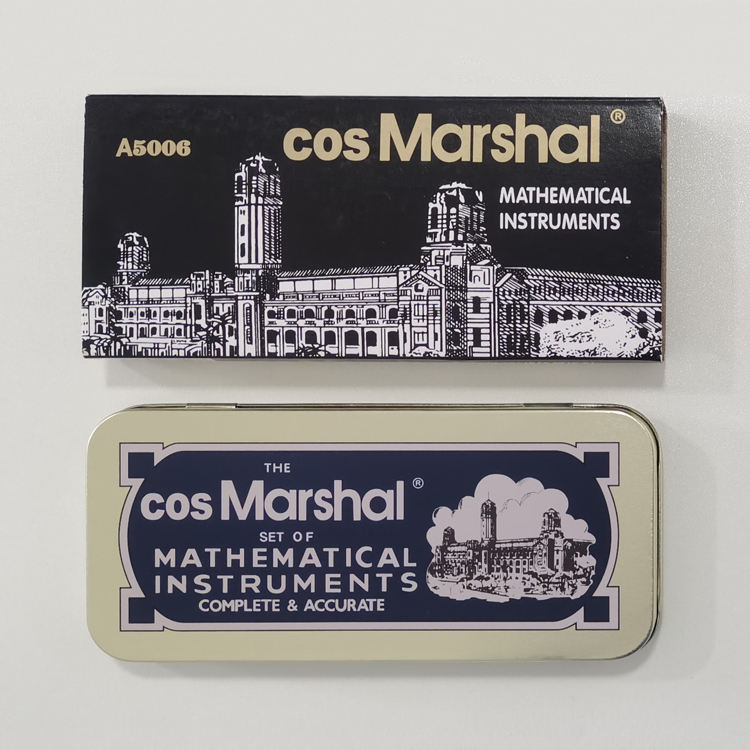 A5006
cos Marshal®
MATHEMATICAL
INSTRUMENTS
THE
cos Marshal®
SET OF
MATHEMATICAL
INSTRUMENTS
COMPLETE & ACCURATE